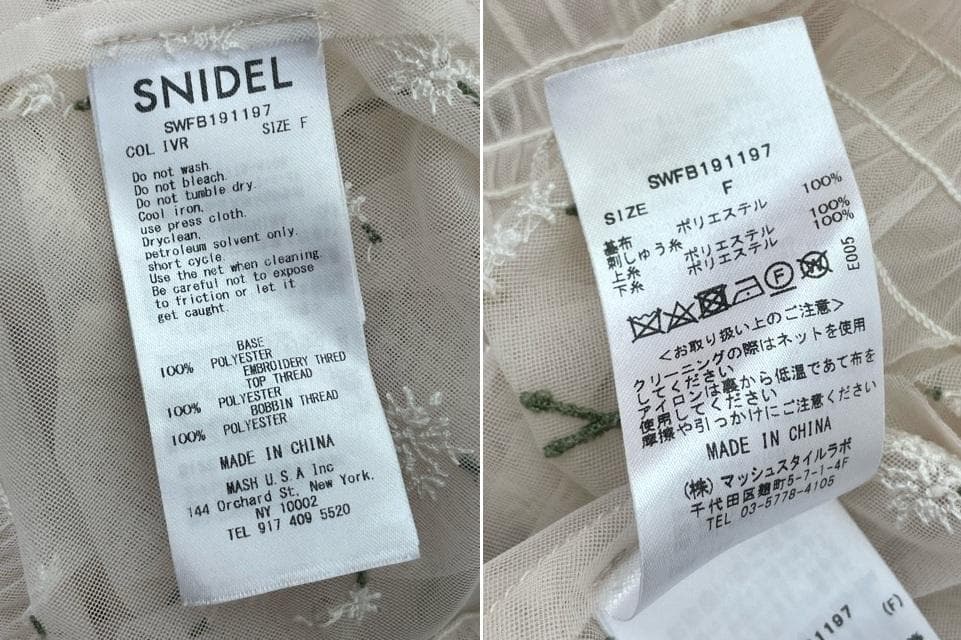 SNIDEL
SWFB191197
COL IVR SIZE F
Do not wash.
Do not bleach.
Do not tumble dry.
Cool iron.
use press cloth.
Dryclean,
petroleum solvent only.
short cycle.
Use the net when cleaning.
Be careful not to expose
to friction or let it
get caught.
BASE
100% POLYESTER
EMBROIDERY THRED
TOP THREAD
100% POLYESTER
BOBBIN THREAD
100% POLYESTER
MADE IN CHINA
MASH U.S.A Inc
144 Orchard St, New York,
NY 10002
TEL 917 409 5520
SWFB191197
SIZE F
基布 ポリエステル 100%
刺しゅう糸
上糸 ポリエステル 100%
下糸 ポリエステル 100%
F W E005
<お取り扱い上のご注意>
クリーニングの際はネットを使用
してください
アイロンは裏から低温であて布を
使用してください
摩擦や引っかけにご注意ください
MADE IN CHINA
(株)マッシュスタイルラボ
千代田区麹町5-7-1-4F
TEL 03-5778-4105
1197 (F)